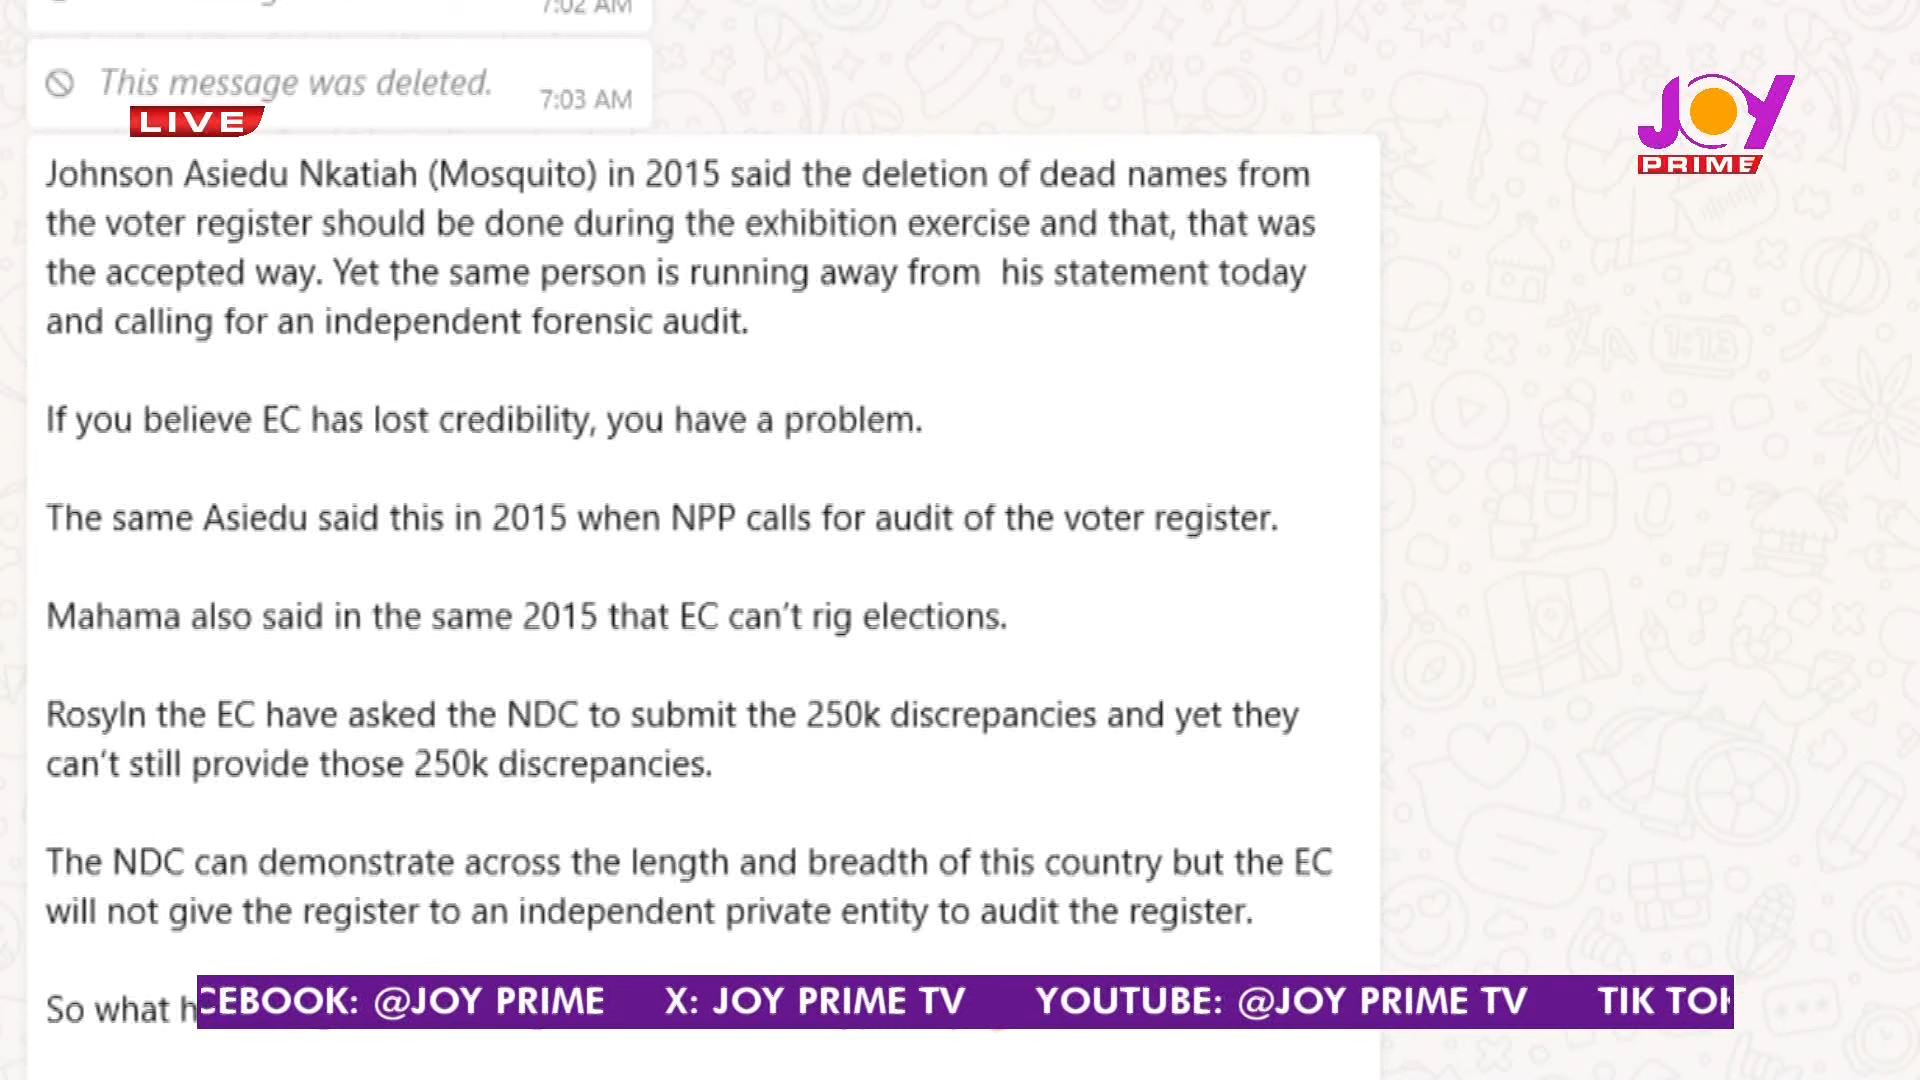 7:02 AM
This message was deleted.
7:03 AM
LIVE
JOY
PRIME
Johnson Asiedu Nkatiah (Mosquito) in 2015 said the deletion of dead names from
the voter register should be done during the exhibition exercise and that, that was
the accepted way. Yet the same person is running away from  his statement today
and calling for an independent forensic audit.
If you believe EC has lost credibility, you have a problem.
The same Asiedu said this in 2015 when NPP calls for audit of the voter register.
Mahama also said in the same 2015 that EC can’t rig elections.
Rosyln the EC have asked the NDC to submit the 250k discrepancies and yet they
can’t still provide those 250k discrepancies.
The NDC can demonstrate across the length and breadth of this country but the EC
will not give the register to an independent private entity to audit the register.
So what h
CEBOOK: @JOY PRIME X: JOY PRIME TV YOUTUBE: @JOY PRIME TV TIK TO